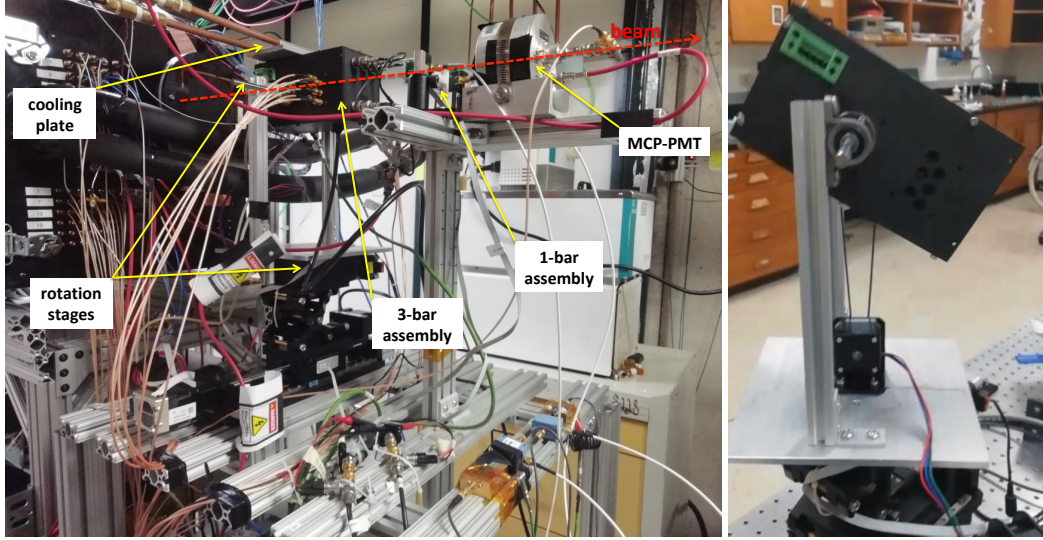 beam
cooling
plate
MCP-PMT
1-bar
assembly
rotation
stages
3-bar
assembly